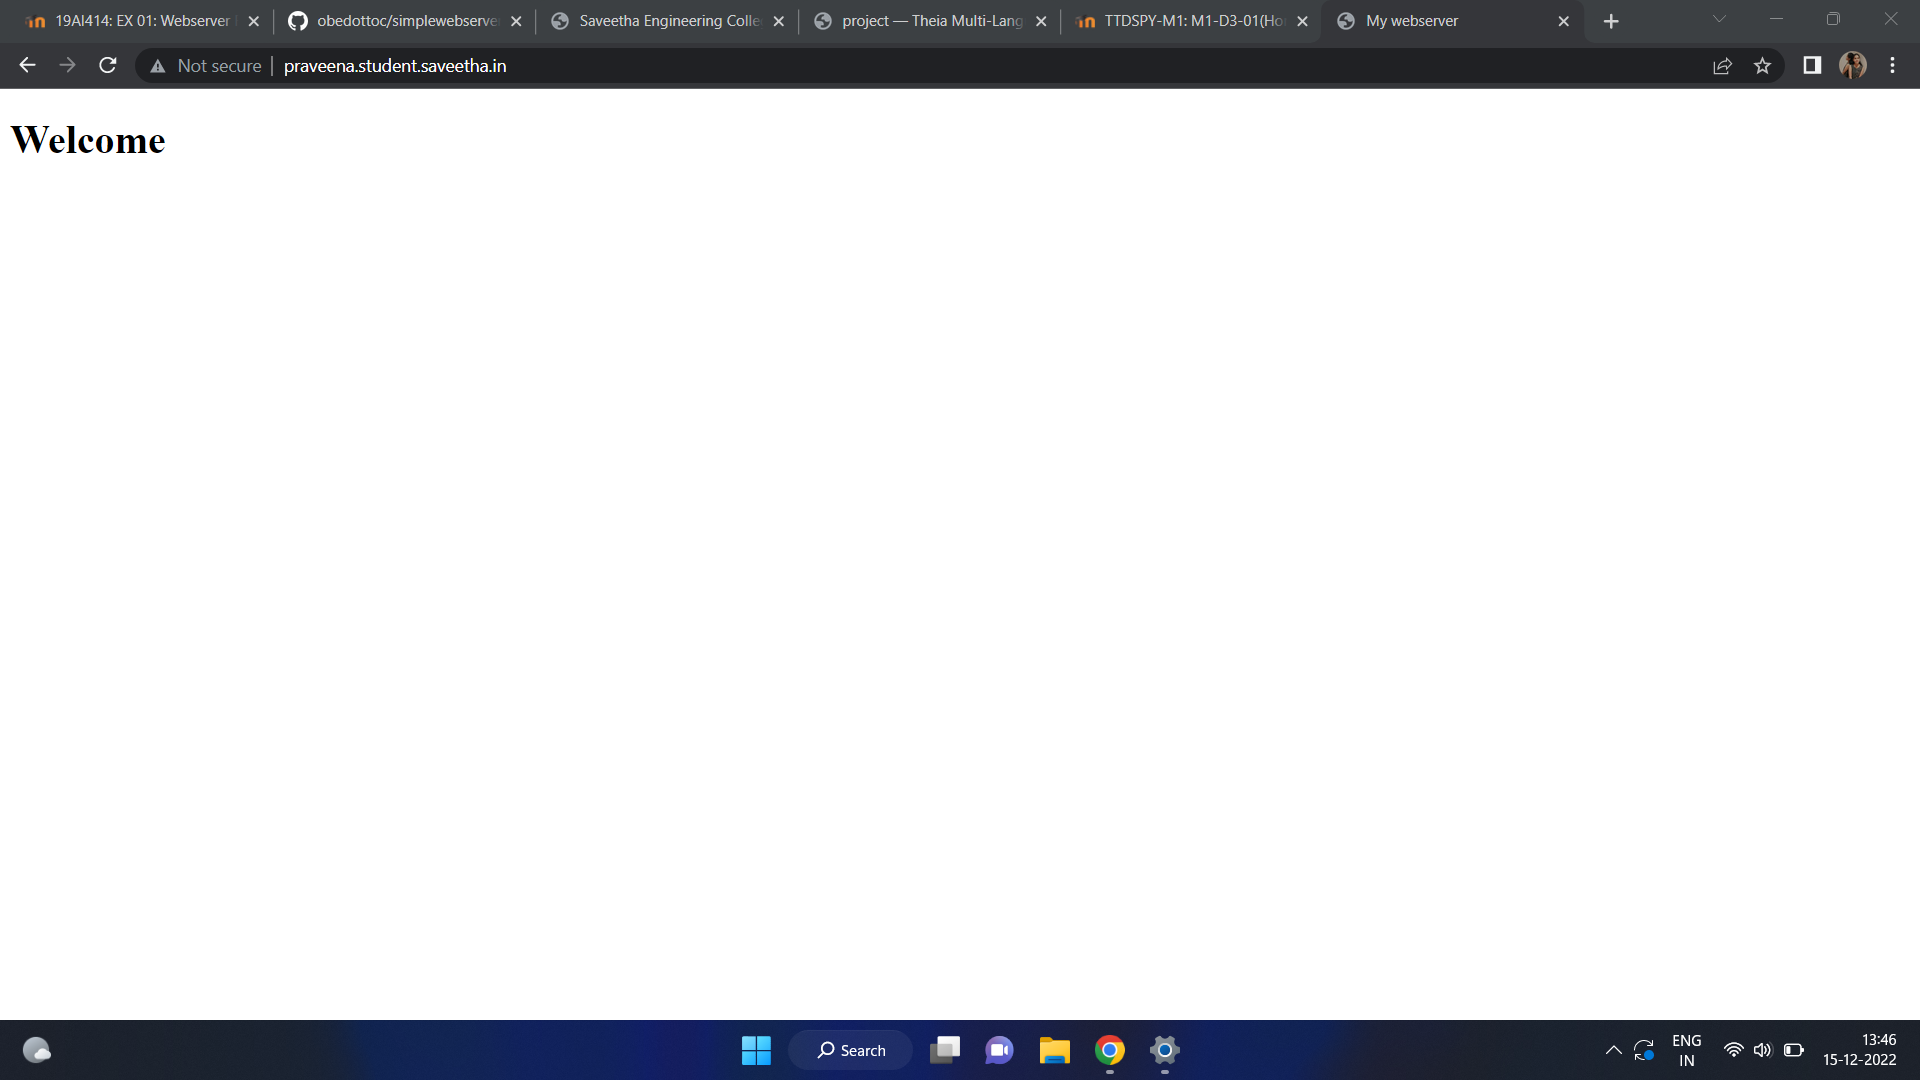 19AI414: EX 01: Webserver
obedottoc/simplewebserve
Saveetha Engineering Colle
project — Theia Multi-Lang
TTDSPY-M1: M1-D3-01(Ho
My webserver
Not secure
praveena.student.saveetha.in
Welcome
Search
ENG
IN
13:46
15-12-2022